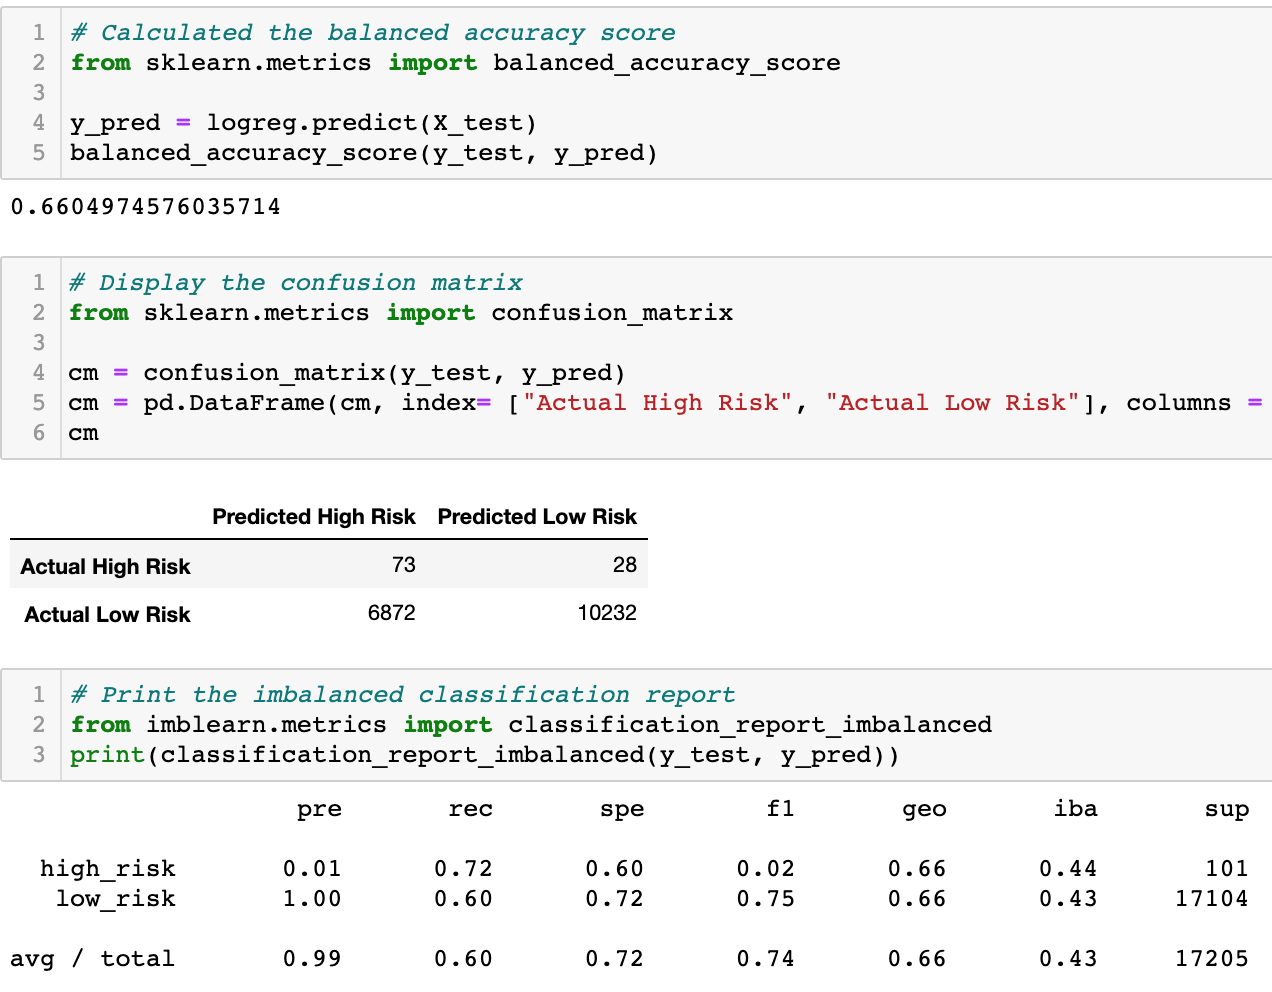 1 # Calculated the balanced accuracy score
2 from sklearn.metrics import balanced_accuracy_score
3
4 y_pred = logreg.predict(X_test)
5 balanced_accuracy_score(y_test, y_pred)
0.6604974576035714
1 # Display the confusion matrix
2 from sklearn.metrics import confusion_matrix
3
4 cm = confusion_matrix(y_test, y_pred)
5 cm = pd.DataFrame(cm, index= ["Actual High Risk", "Actual Low Risk"], columns =
6 cm
Predicted High Risk Predicted Low Risk
Actual High Risk 73 28
Actual Low Risk 6872 10232
1 # Print the imbalanced classification report
2 from imblearn.metrics import classification_report_imbalanced
3 print(classification_report_imbalanced(y_test, y_pred))
pre rec spe f1 geo iba sup
high_risk 0.01 0.72 0.60 0.02 0.66 0.44 101
low_risk 1.00 0.60 0.72 0.75 0.66 0.43 17104
avg / total 0.99 0.60 0.72 0.74 0.66 0.43 17205